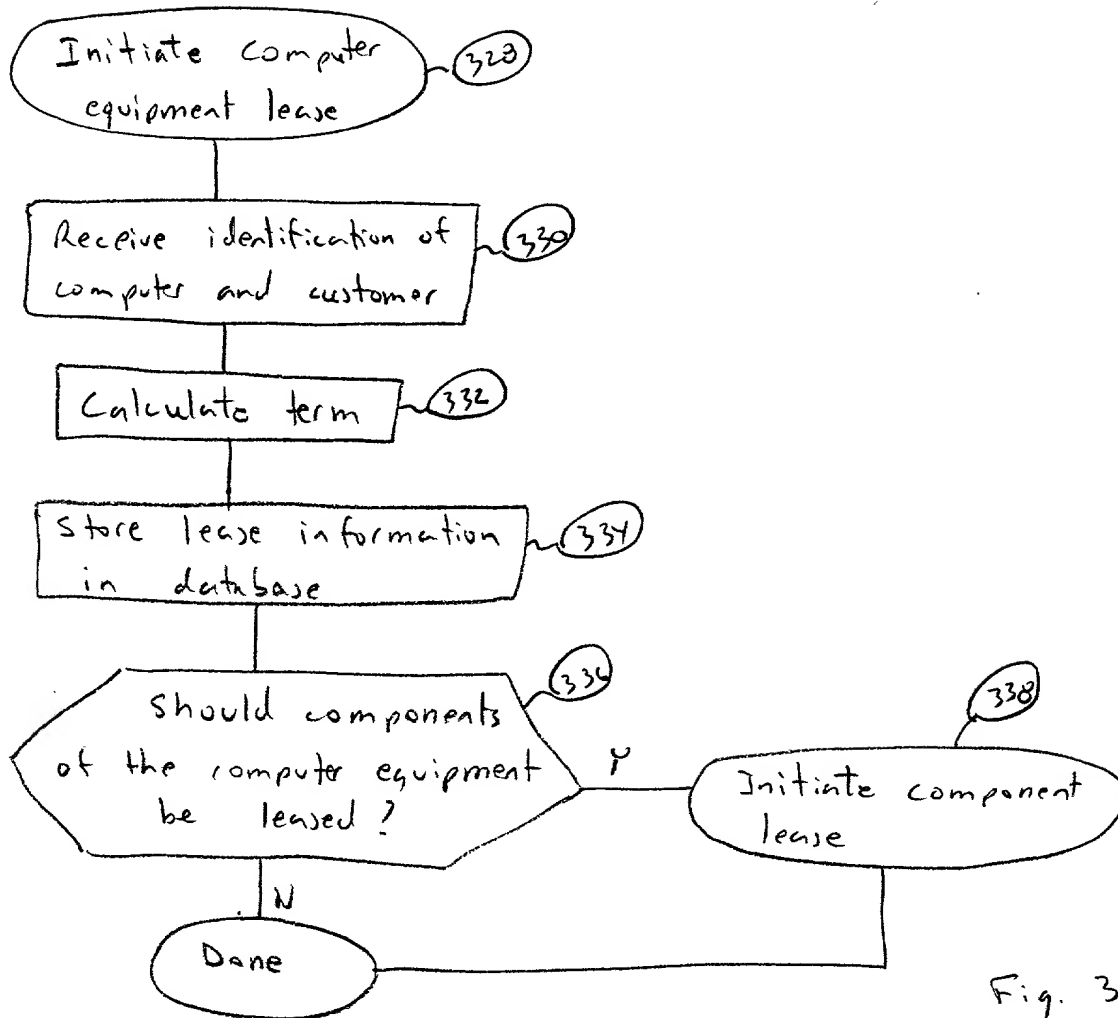 Initiate computer
equipment lease
328
Receive identification of
computer and customer
330
Calculate term
332
Store lease information
in database
334
Should components
of the computer equipment
be leased?
336
Y
338
Initiate component
lease
N
Done
Fig. 3